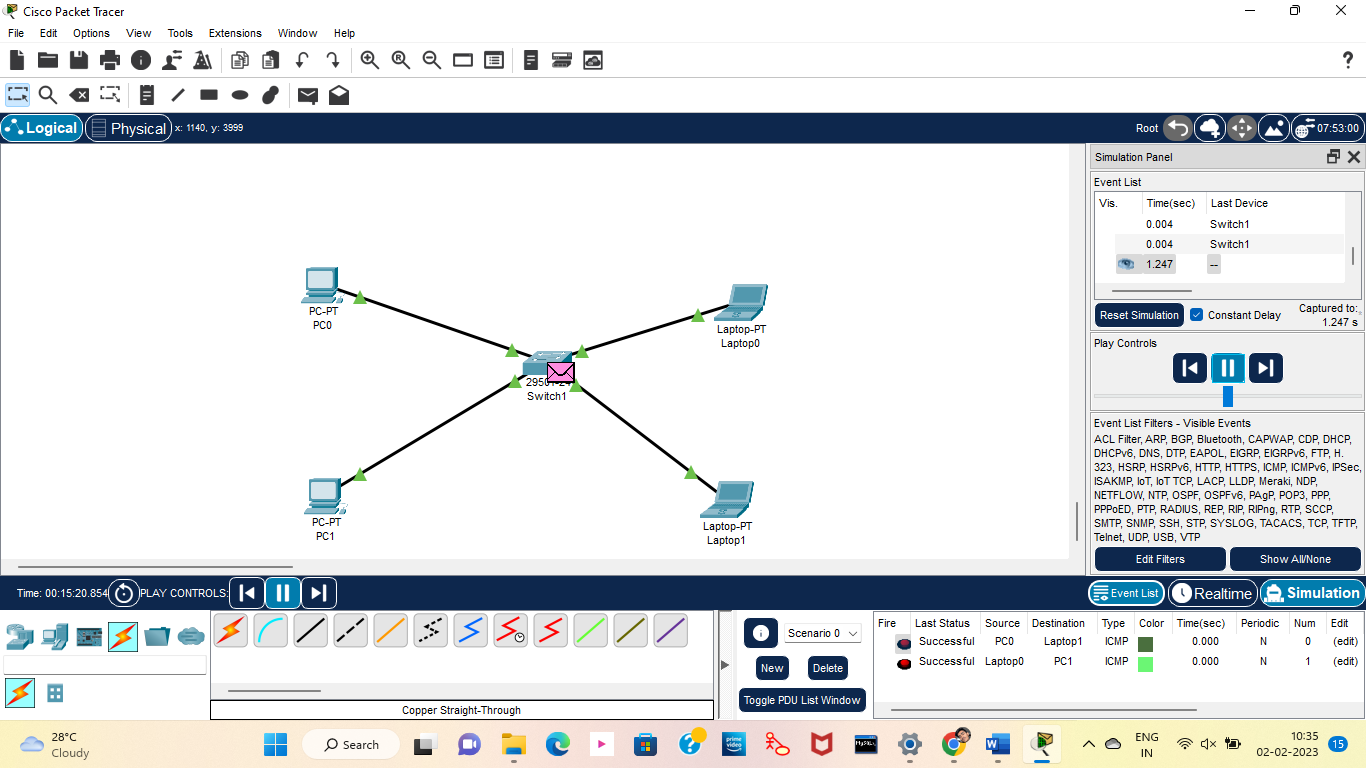 Cisco Packet Tracer
File Edit Options View Tools Extensions Window Help
Logical Physical x: 1140, y: 3999 Root 07:53:00
Simulation Panel
Event List
Vis. Time(sec) Last Device
0.004 Switch1
0.004 Switch1
1.247 --
Reset Simulation Constant Delay Captured to:
1.247 s
Play Controls
PC-PT
PC0
Laptop-PT
Laptop0
Switch1
PC-PT
PC1
Laptop-PT
Laptop1
Event List Filters - Visible Events
ACL Filter, ARP, BGP, Bluetooth, CAPWAP, CDP, DHCP,
DHCPv6, DNS, DTP, EAPOL, EIGRP, EIGRPv6, FTP, H.
323, HSRP, HSRPv6, HTTP, HTTPS, ICMP, ICMPv6, IPSec,
ISAKMP, IoT, IoT TCP, LACP, LLDP, Meraki, NDP,
NETFLOW, NTP, OSPF, OSPFv6, PAgP, POP3, PPP,
PPPoED, PTP, RADIUS, REP, RIP, RIPng, RTP, SCCP,
SMTP, SNMP, SSH, STP, SYSLOG, TACACS, TCP, TFTP,
Telnet, UDP, USB, VTP
Edit Filters Show All/None
Time: 00:15:20.854 PLAY CONTROLS: Event List Realtime Simulation
Scenario 0
New Delete
Toggle PDU List Window
Fire Last Status Source Destination Type Color Time(sec) Periodic Num Edit
Successful PC0 Laptop1 ICMP 0.000 N 0 (edit)
Successful Laptop0 PC1 ICMP 0.000 N 1 (edit)
Copper Straight-Through
28°C
Cloudy
Search
prime video
MySQL
ENG
IN
10:35
02-02-2023
15